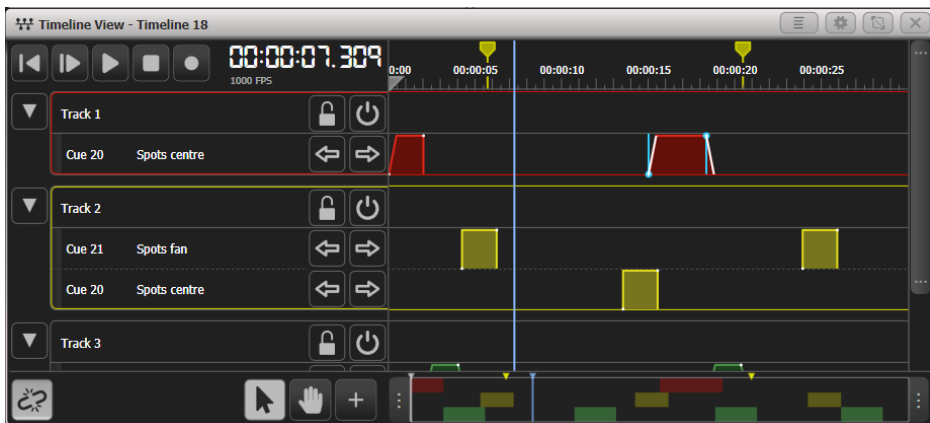 Timeline View - Timeline 18
00:00:07.309
1000 FPS
0:00 00:00:05 00:00:10 00:00:15 00:00:20 00:00:25
Track 1
Cue 20 Spots centre
Track 2
Cue 21 Spots fan
Cue 20 Spots centre
Track 3